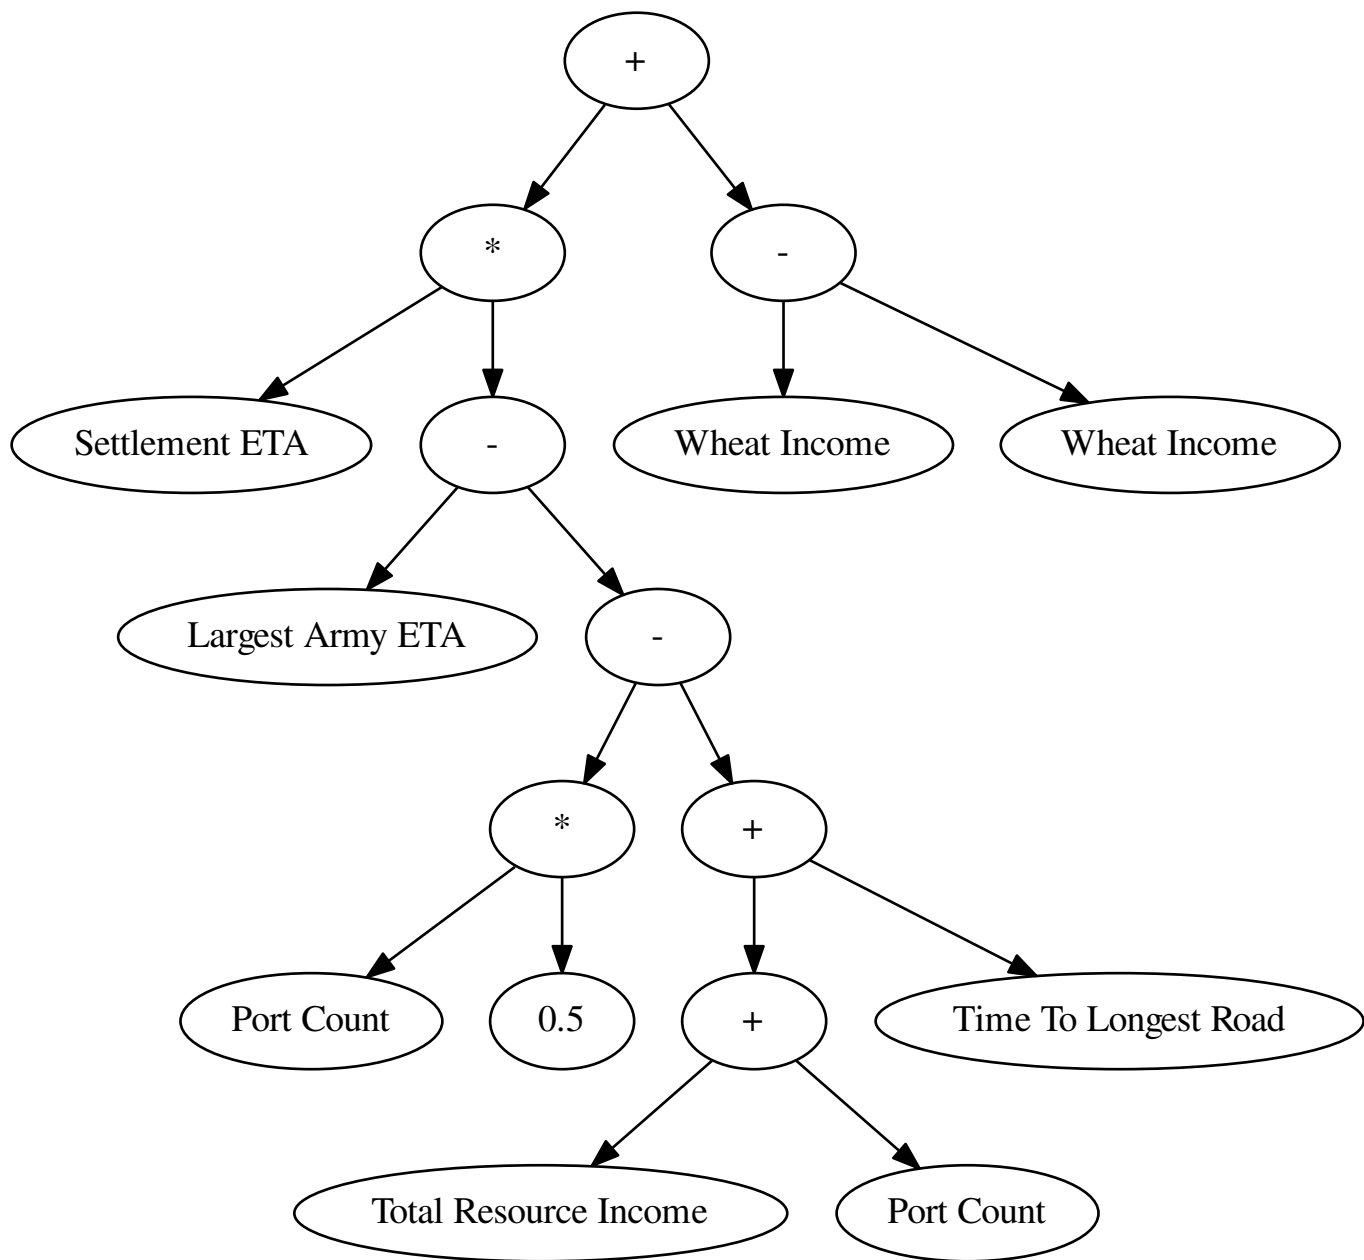 +
*
-
Settlement ETA
-
Wheat Income
Wheat Income
Largest Army ETA
-
*
+
Port Count
0.5
+
Time To Longest Road
Total Resource Income
Port Count